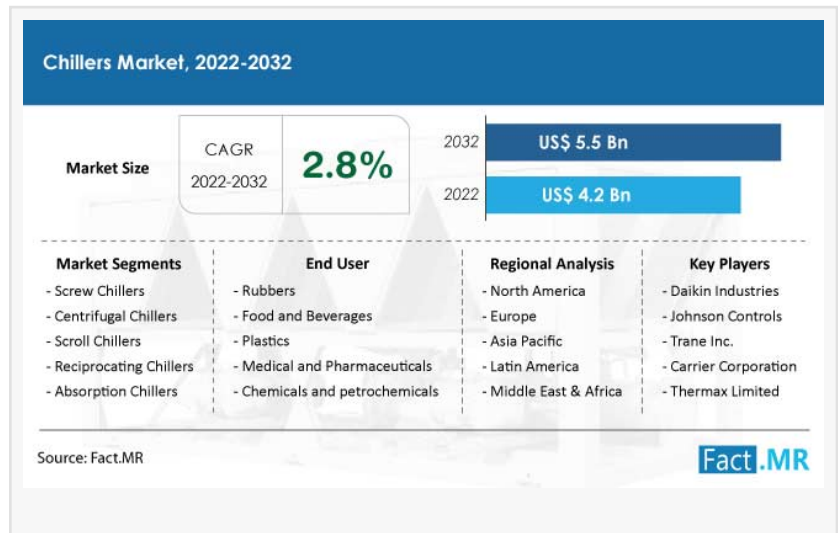 Chillers Market, 2022-2032
Market Size
CAGR
2022-2032
2.8%
2032
US$ 5.5 Bn
2022
US$ 4.2 Bn
Market Segments
- Screw Chillers
- Centrifugal Chillers
- Scroll Chillers
- Reciprocating Chillers
- Absorption Chillers
End User
- Rubbers
- Food and Beverages
- Plastics
- Medical and Pharmaceuticals
- Chemicals and petrochemicals
Regional Analysis
- North America
- Europe
- Asia Pacific
- Latin America
- Middle East & Africa
Key Players
- Daikin Industries
- Johnson Controls
- Trane Inc.
- Carrier Corporation
- Thermax Limited
Source: Fact.MR
Fact.MR